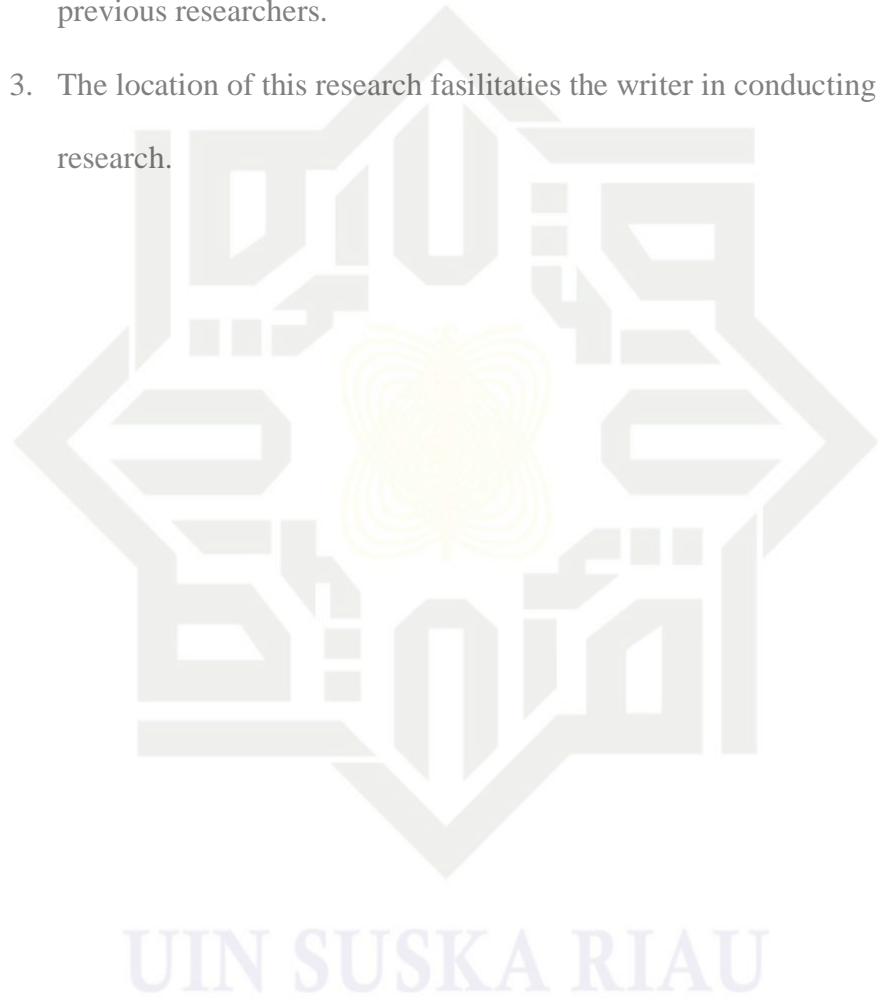 previous researchers.
3. The location of this research fasilitaties the writer in conducting
research.
UIN SUSKA RIAU